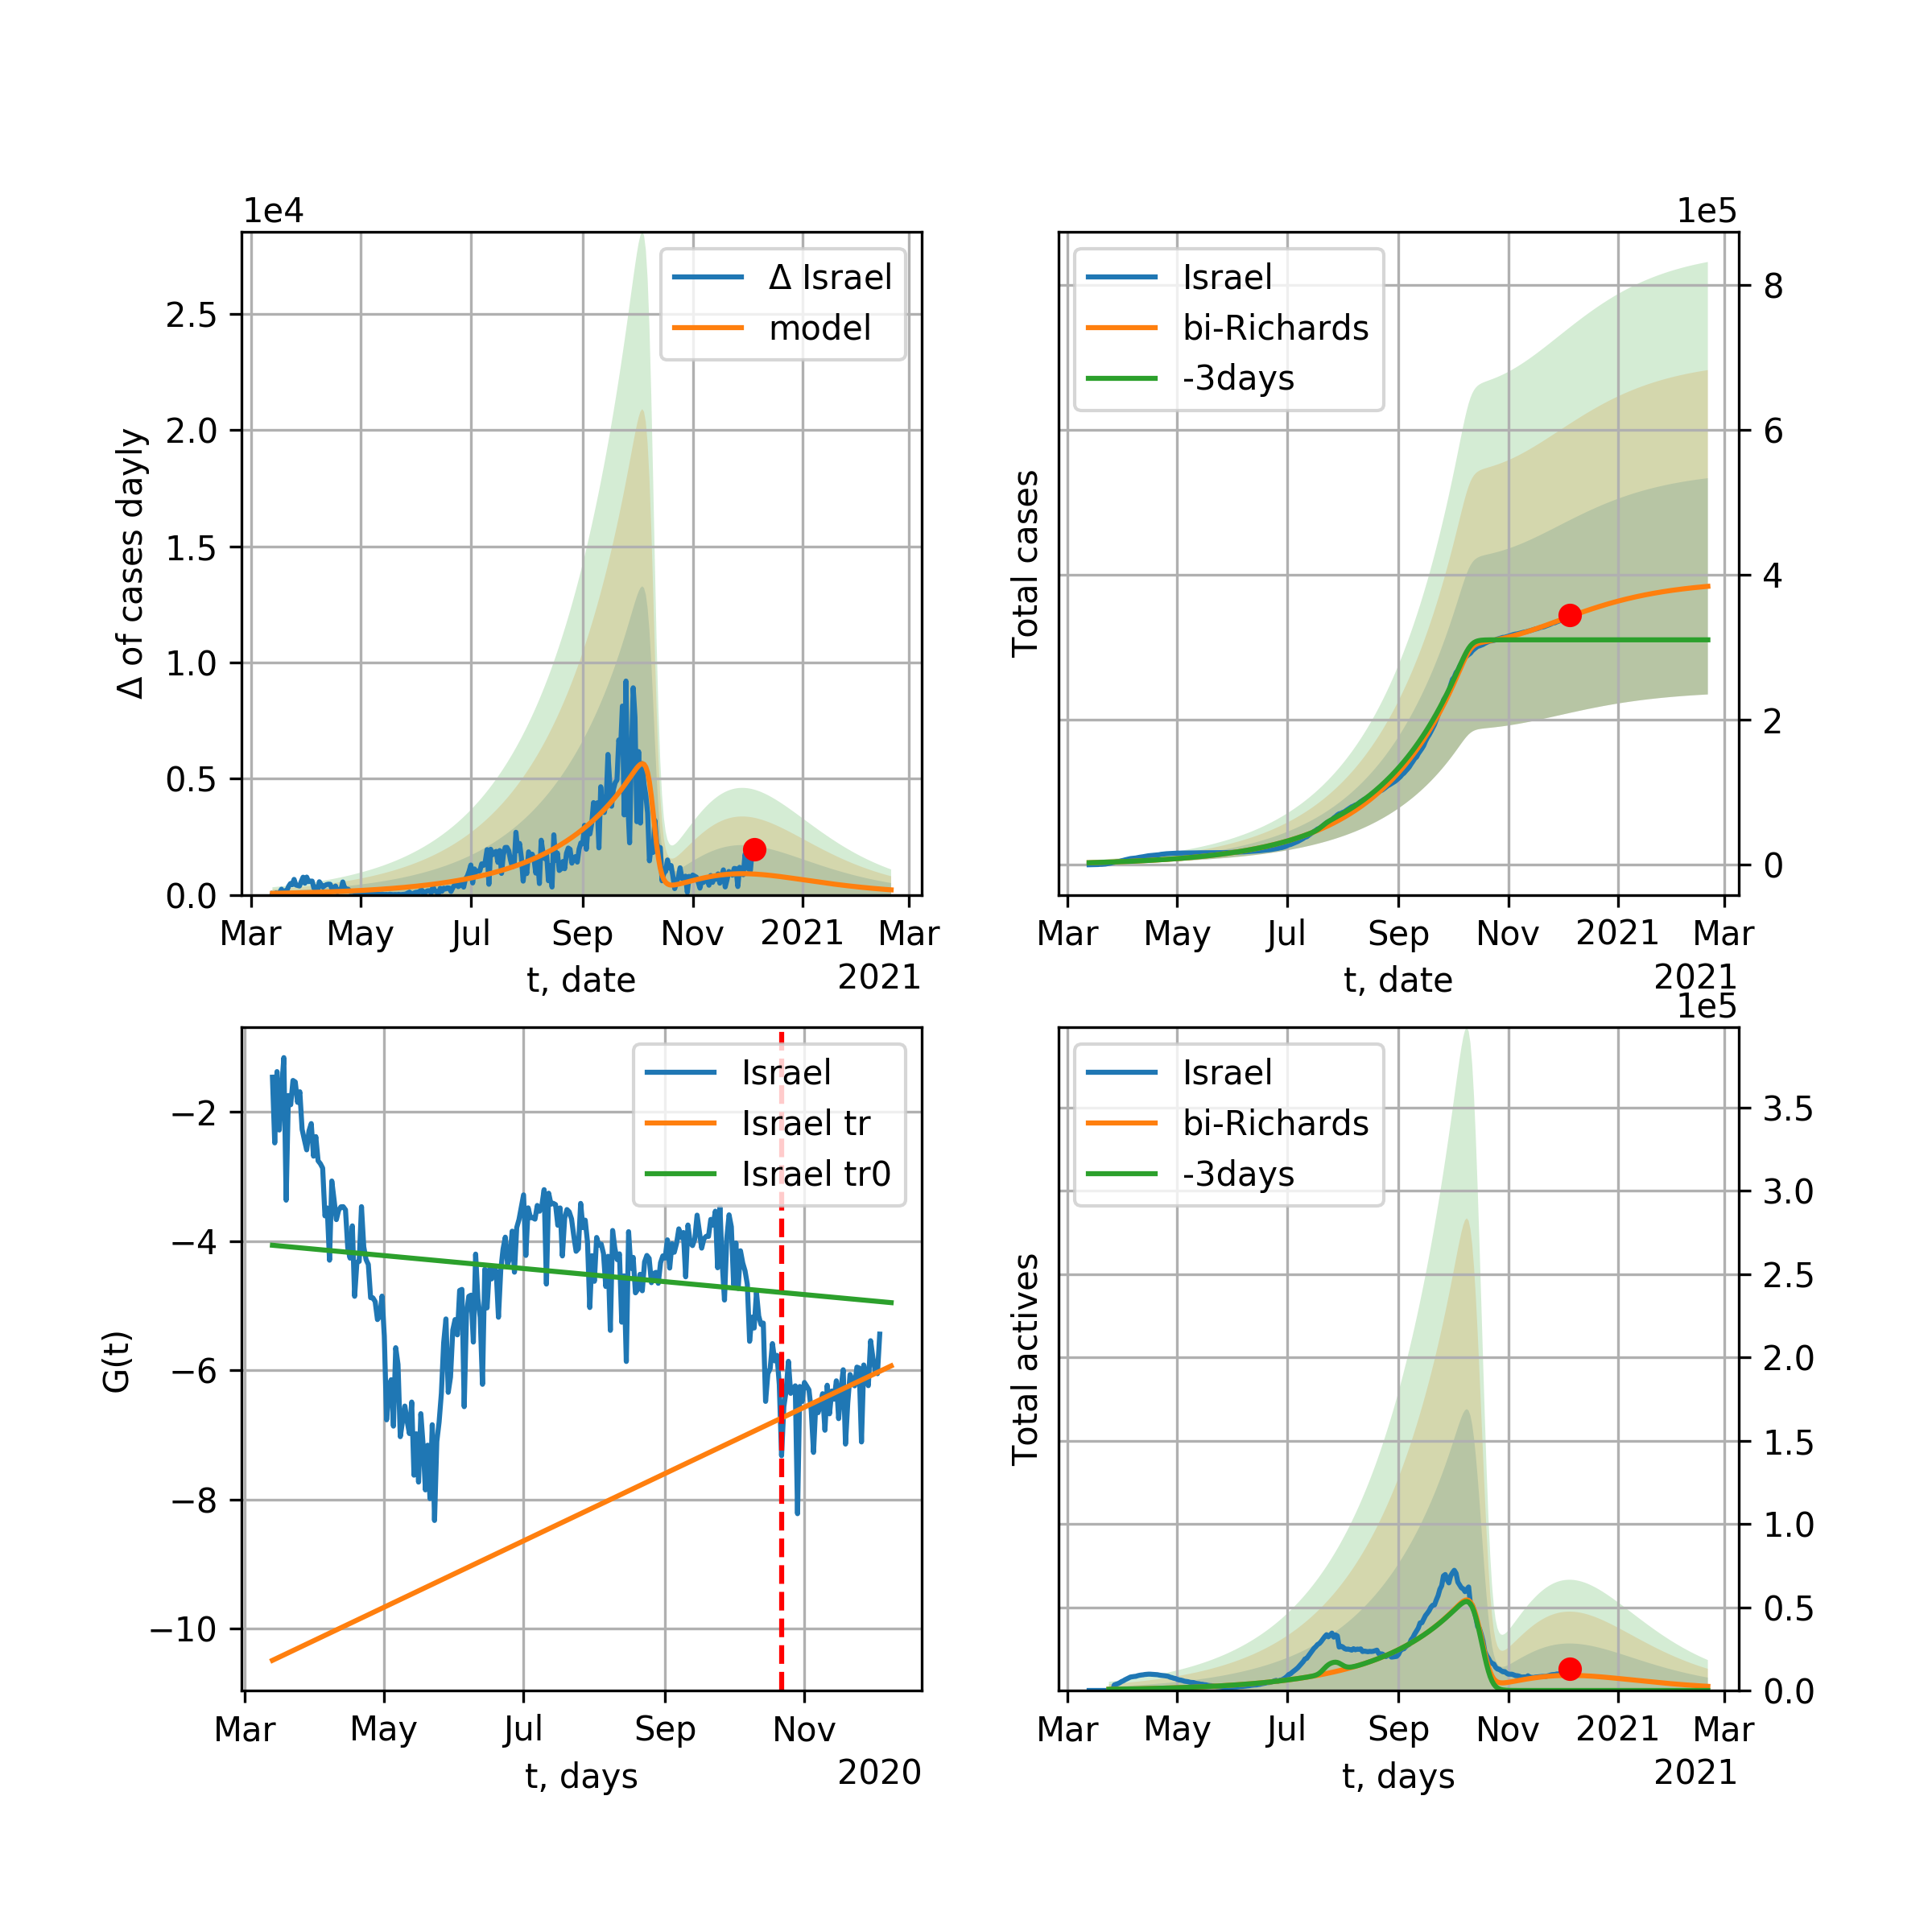 1e4
Δ of cases dayly
2.5
2.0
1.5
1.0
0.5
0.0
Δ Israel
model
Mar May Jul Sep Nov 2021 Mar
t, date
2021
1e5
Total cases
Israel
bi-Richards
-3days
8
6
4
2
0
Mar May Jul Sep Nov 2021 Mar
t, date
2021
G(t)
−2
−4
−6
−8
−10
Israel
Israel tr
Israel tr0
Mar May Jul Sep Nov
t, days
2020
1e5
Total actives
Israel
bi-Richards
-3days
3.5
3.0
2.5
2.0
1.5
1.0
0.5
0.0
Mar May Jul Sep Nov 2021 Mar
t, days
2021